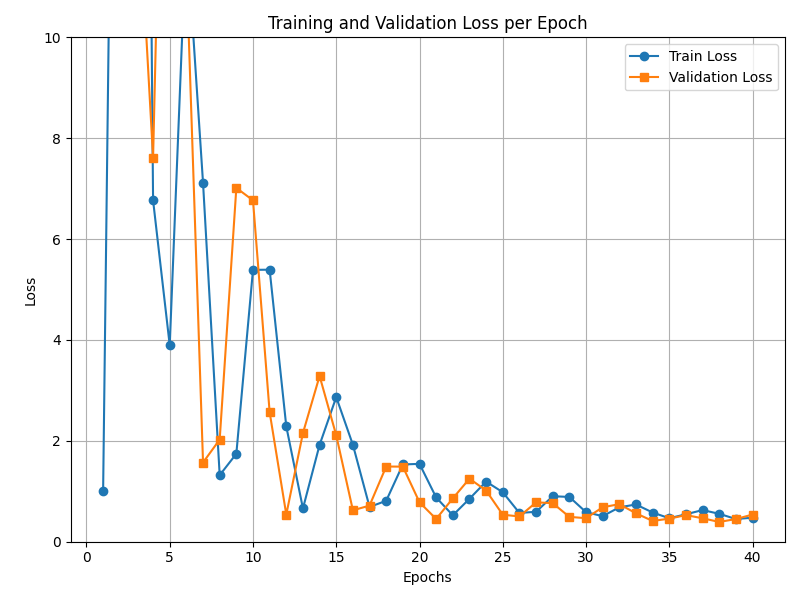 Training and Validation Loss per Epoch
Train Loss
Validation Loss
Loss
10
8
6
4
2
0
0 5 10 15 20 25 30 35 40
Epochs